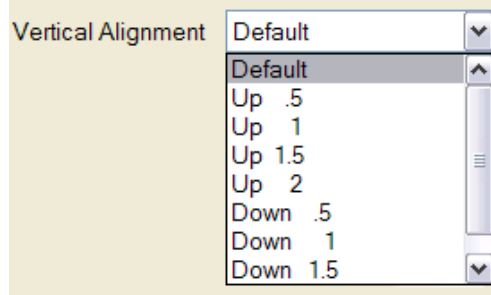 Vertical Alignment Default
Default
Up .5
Up 1
Up 1.5
Up 2
Down .5
Down 1
Down 1.5